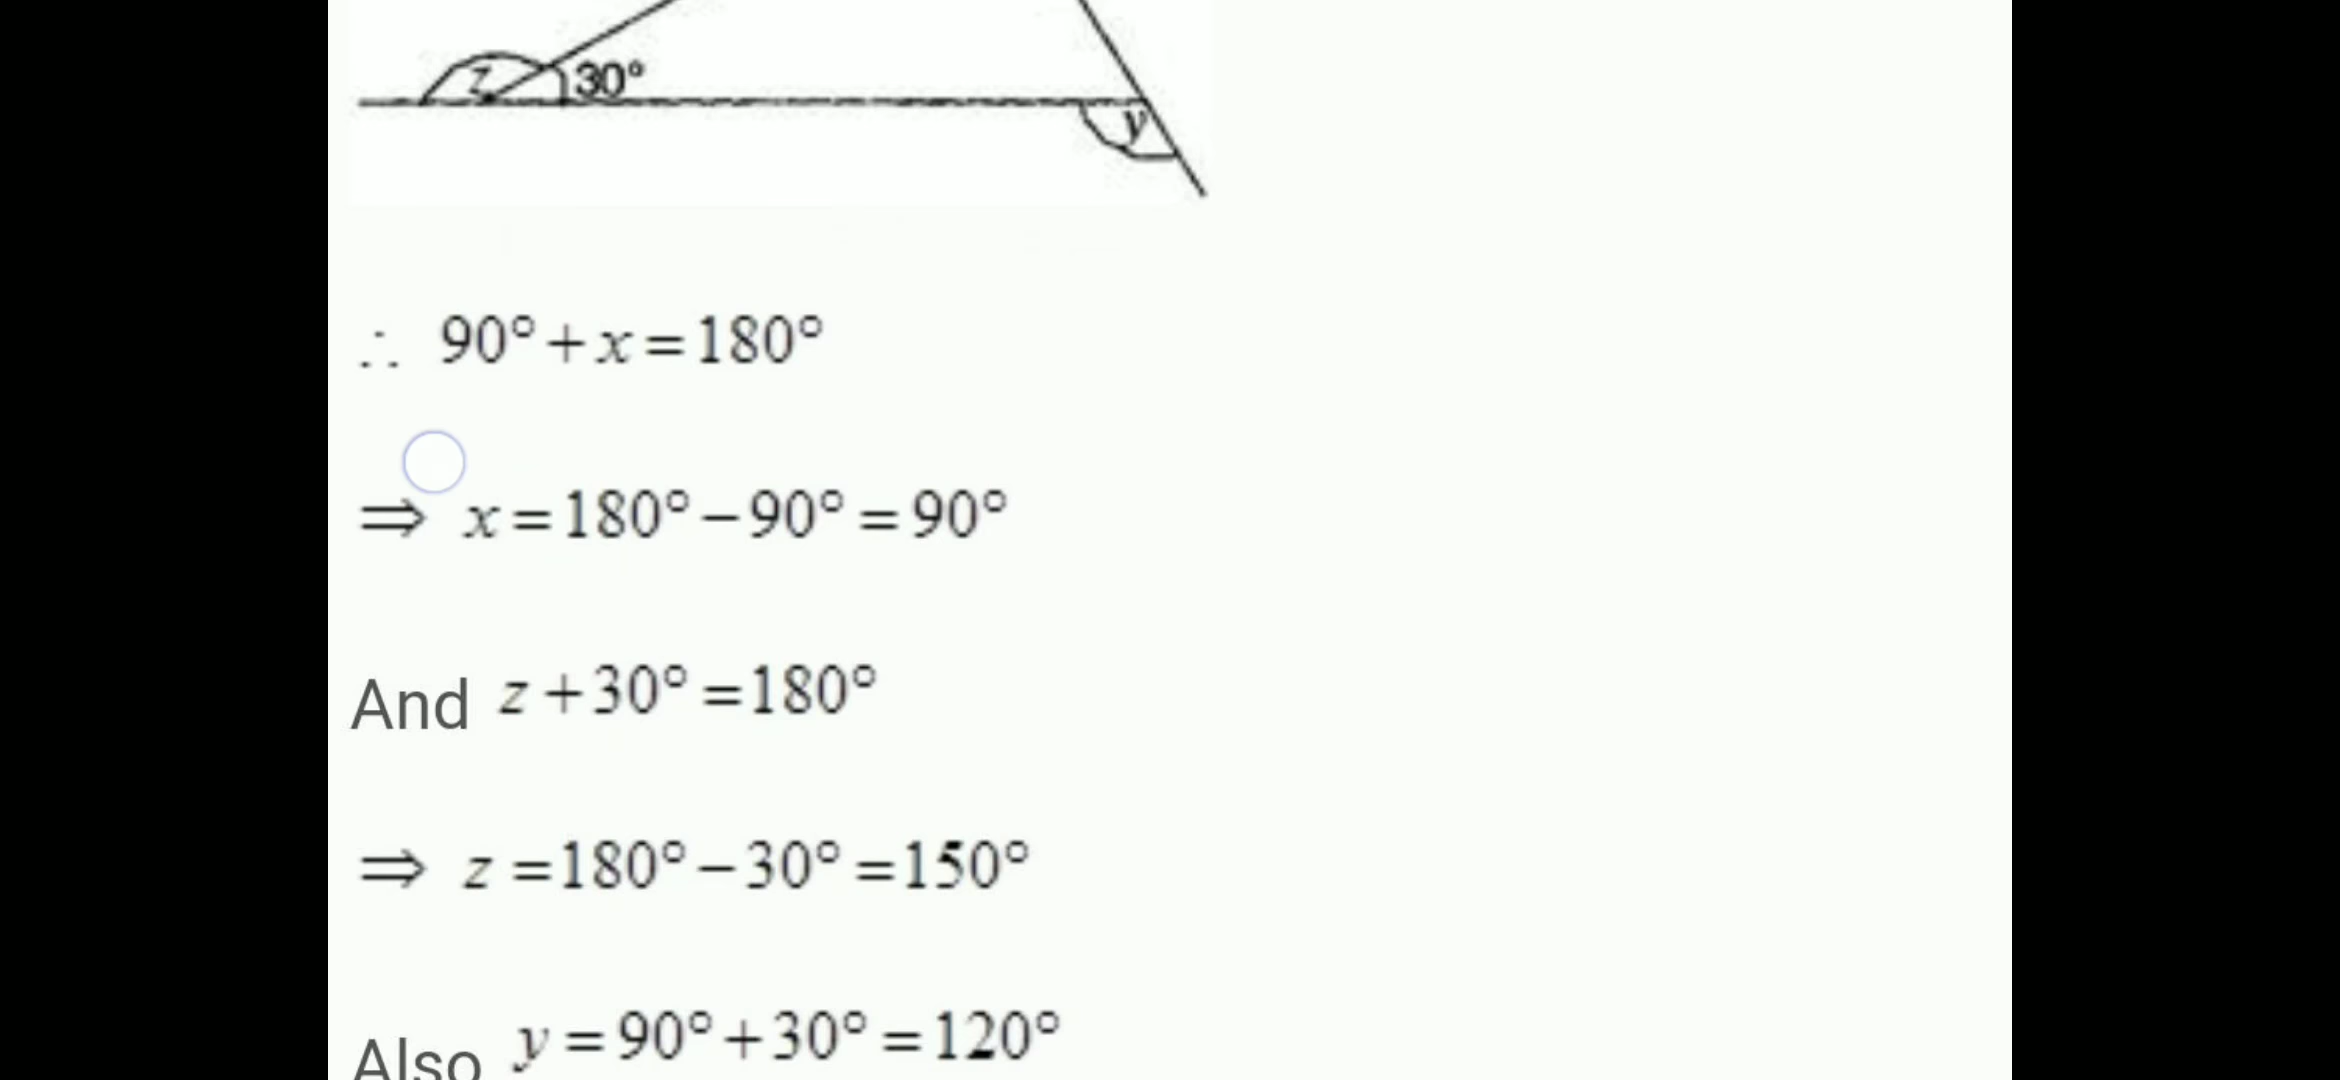 z 30°
y
∴ 90°+x=180°
⇒ x=180°−90°=90°
And z+30°=180°
⇒ z=180°−30°=150°
Also y=90°+30°=120°